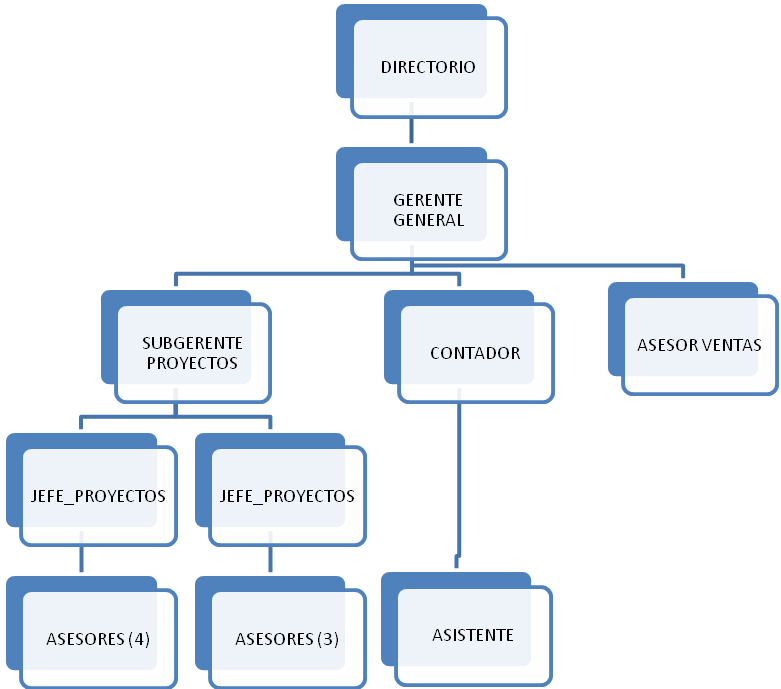 DIRECTORIO
GERENTE
GENERAL
SUBGERENTE
PROYECTOS
CONTADOR
ASESOR VENTAS
JEFE_PROYECTOS
JEFE_PROYECTOS
ASESORES (4)
ASESORES (3)
ASISTENTE